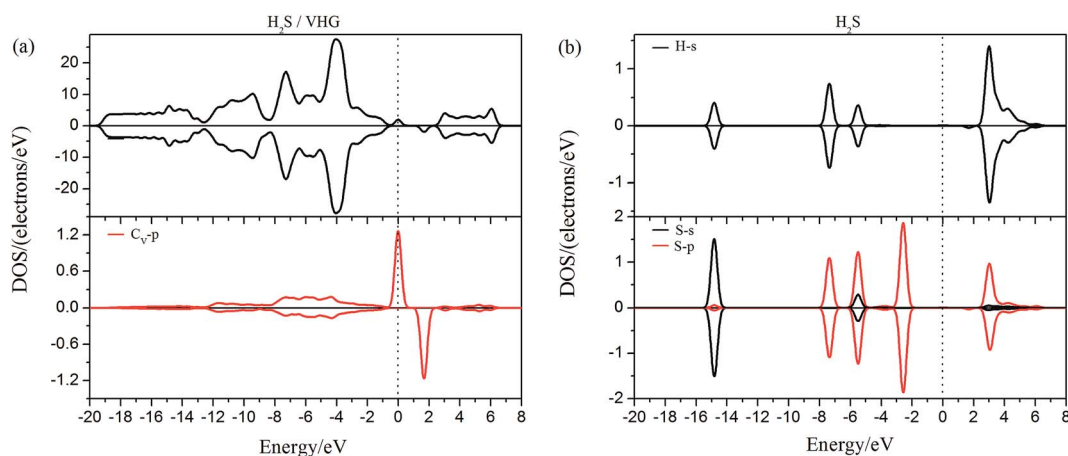 H₂S / VHG
(a)
20
10
0
-10
-20
C_V-p
1.2
0.6
0.0
-0.6
-1.2
DOS/(electrons/eV)
-20 -18 -16 -14 -12 -10 -8 -6 -4 -2 0 2 4 6 8
Energy/eV
H₂S
(b)
H-s
1
0
-1
2
S-s
S-p
1
0
1
2
DOS/(electrons/eV)
-20 -18 -16 -14 -12 -10 -8 -6 -4 -2 0 2 4 6 8
Energy/eV